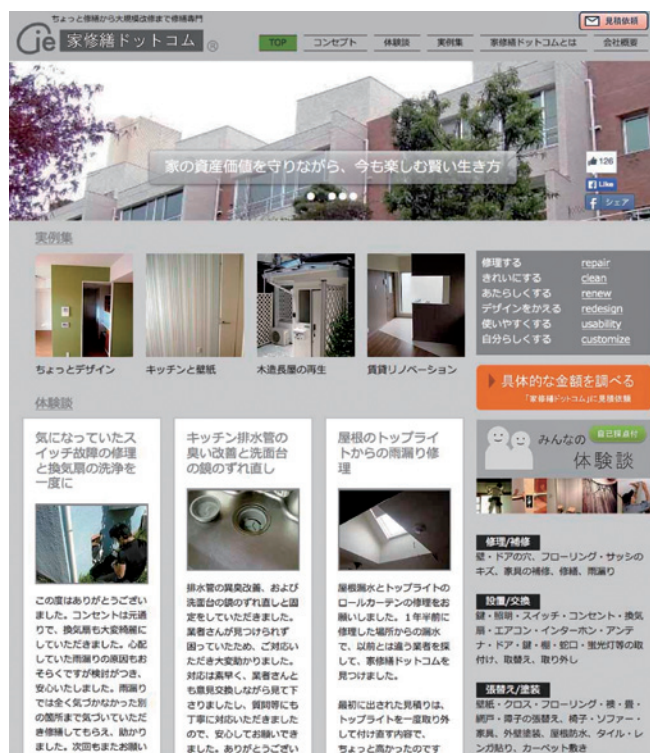 ちょっと修繕から大規模改修まで修繕専門
ie 家修繕ドットコム ®
見積依頼
TOP
コンセプト
体験談
実例集
家修繕ドットコムとは
会社概要
家の資産価値を守りながら、今も楽しむ賢い生き方
126
Like
シェア
実例集
ちょっとデザイン
キッチンと壁紙
木造長屋の再生
賃貸リノベーション
修理する repair
きれいにする clean
あたらしくする renew
デザインをかえる redesign
使いやすくする usability
自分らしくする customize
具体的な金額を調べる
「家修繕ドットコム」に見積依頼
体験談
気になっていたス
イッチ故障の修理
と換気扇の洗浄を
一度に
この度はありがとうござい
ました。コンセントは元通
りで、換気扇も大変綺麗に
していただきました。心配
していた雨漏りの原因もお
そらくですが検討がつき、
安心いたしました。雨漏り
では全く気づかなかった別
の箇所まで気づいていただ
き修繕してもらえ、助かり
ました。次回もまたお願い
キッチン排水管の
臭い改善と洗面台
の鏡のずれ直し
排水管の異臭改善、および
洗面台の鏡のずれ直しと固
定をしていただきました。
業者さんが見つけられず
困っていたため、ご対応い
ただき大変助かりました。
対応は素早く、業者さんと
も意見交換しながら見て下
さりましたし、質問等にも
丁寧に対応いただきました
ので、安心してお願いでき
ました。ありがとうござい
屋根のトップライ
トからの雨漏り修
理
屋根漏水とトップライトの
ロールカーテンの修理をお
願いしました。1年半前に
修理した場所からの漏水
で、以前とは違う業者を探
して、家修繕ドットコムを
見つけました。
最初に出された見積りは、
トップライトを一度取り外
して付け直す内容で、
ちょっと高かったのです
みんなの
自己採点付
体験談
修理/補修
壁・ドアの穴、フローリング・サッシの
キズ、家具の補修、修繕、雨漏り
設置/交換
鍵・照明・スイッチ・コンセント・換気
扇・エアコン・インターホン・アンテ
ナ・ドア・鍵・棚・蛇口・蛍光灯等の取
付け、取替え、取り外し
張替え/塗装
壁紙・クロス・フローリング・襖・畳・
網戸・障子の張替え、椅子・ソファー・
家具、外壁塗装、屋根防水、タイル・レ
ンガ貼り、カーペット敷き